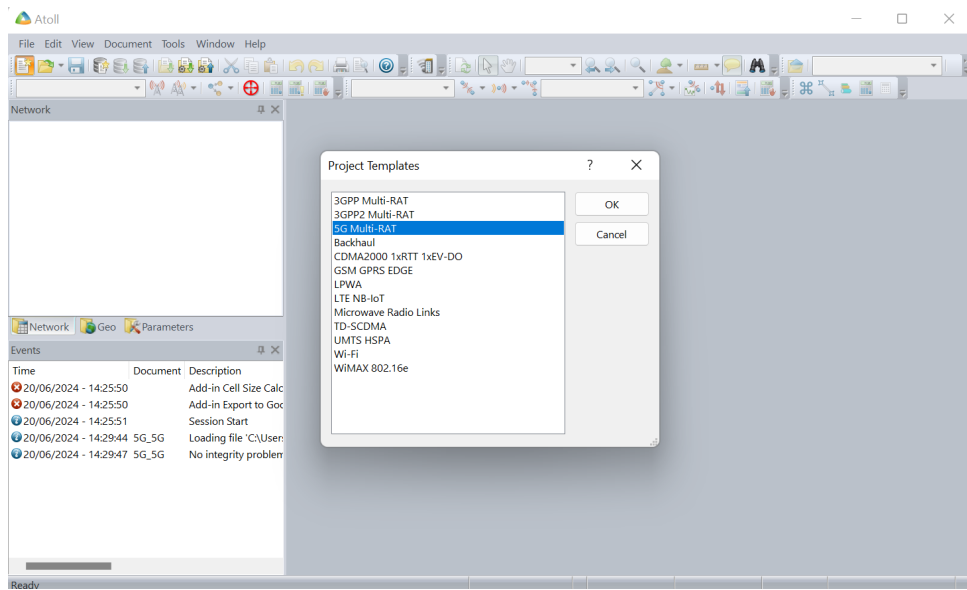 Atoll
File Edit View Document Tools Window Help
Network
Project Templates
?
3GPP Multi-RAT
3GPP2 Multi-RAT
5G Multi-RAT
Backhaul
CDMA2000 1xRTT 1xEV-DO
GSM GPRS EDGE
LPWA
LTE NB-IoT
Microwave Radio Links
TD-SCDMA
UMTS HSPA
Wi-Fi
WiMAX 802.16e
OK
Cancel
Network Geo Parameters
Events
Time Document Description
20/06/2024 - 14:25:50 Add-in Cell Size Calc
20/06/2024 - 14:25:50 Add-in Export to Goo
20/06/2024 - 14:25:51 Session Start
20/06/2024 - 14:29:44 5G_5G Loading file 'C:\User
20/06/2024 - 14:29:47 5G_5G No integrity problem
Ready